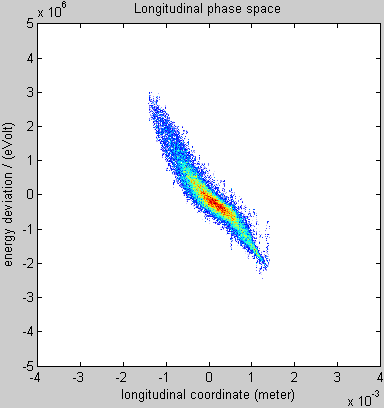 Longitudinal phase space
x 10^6
5
4
3
2
1
0
-1
-2
-3
-4
-5
energy deviation / (eVolt)
-4 -3 -2 -1 0 1 2 3 4
longitudinal coordinate (meter)
x 10^-3